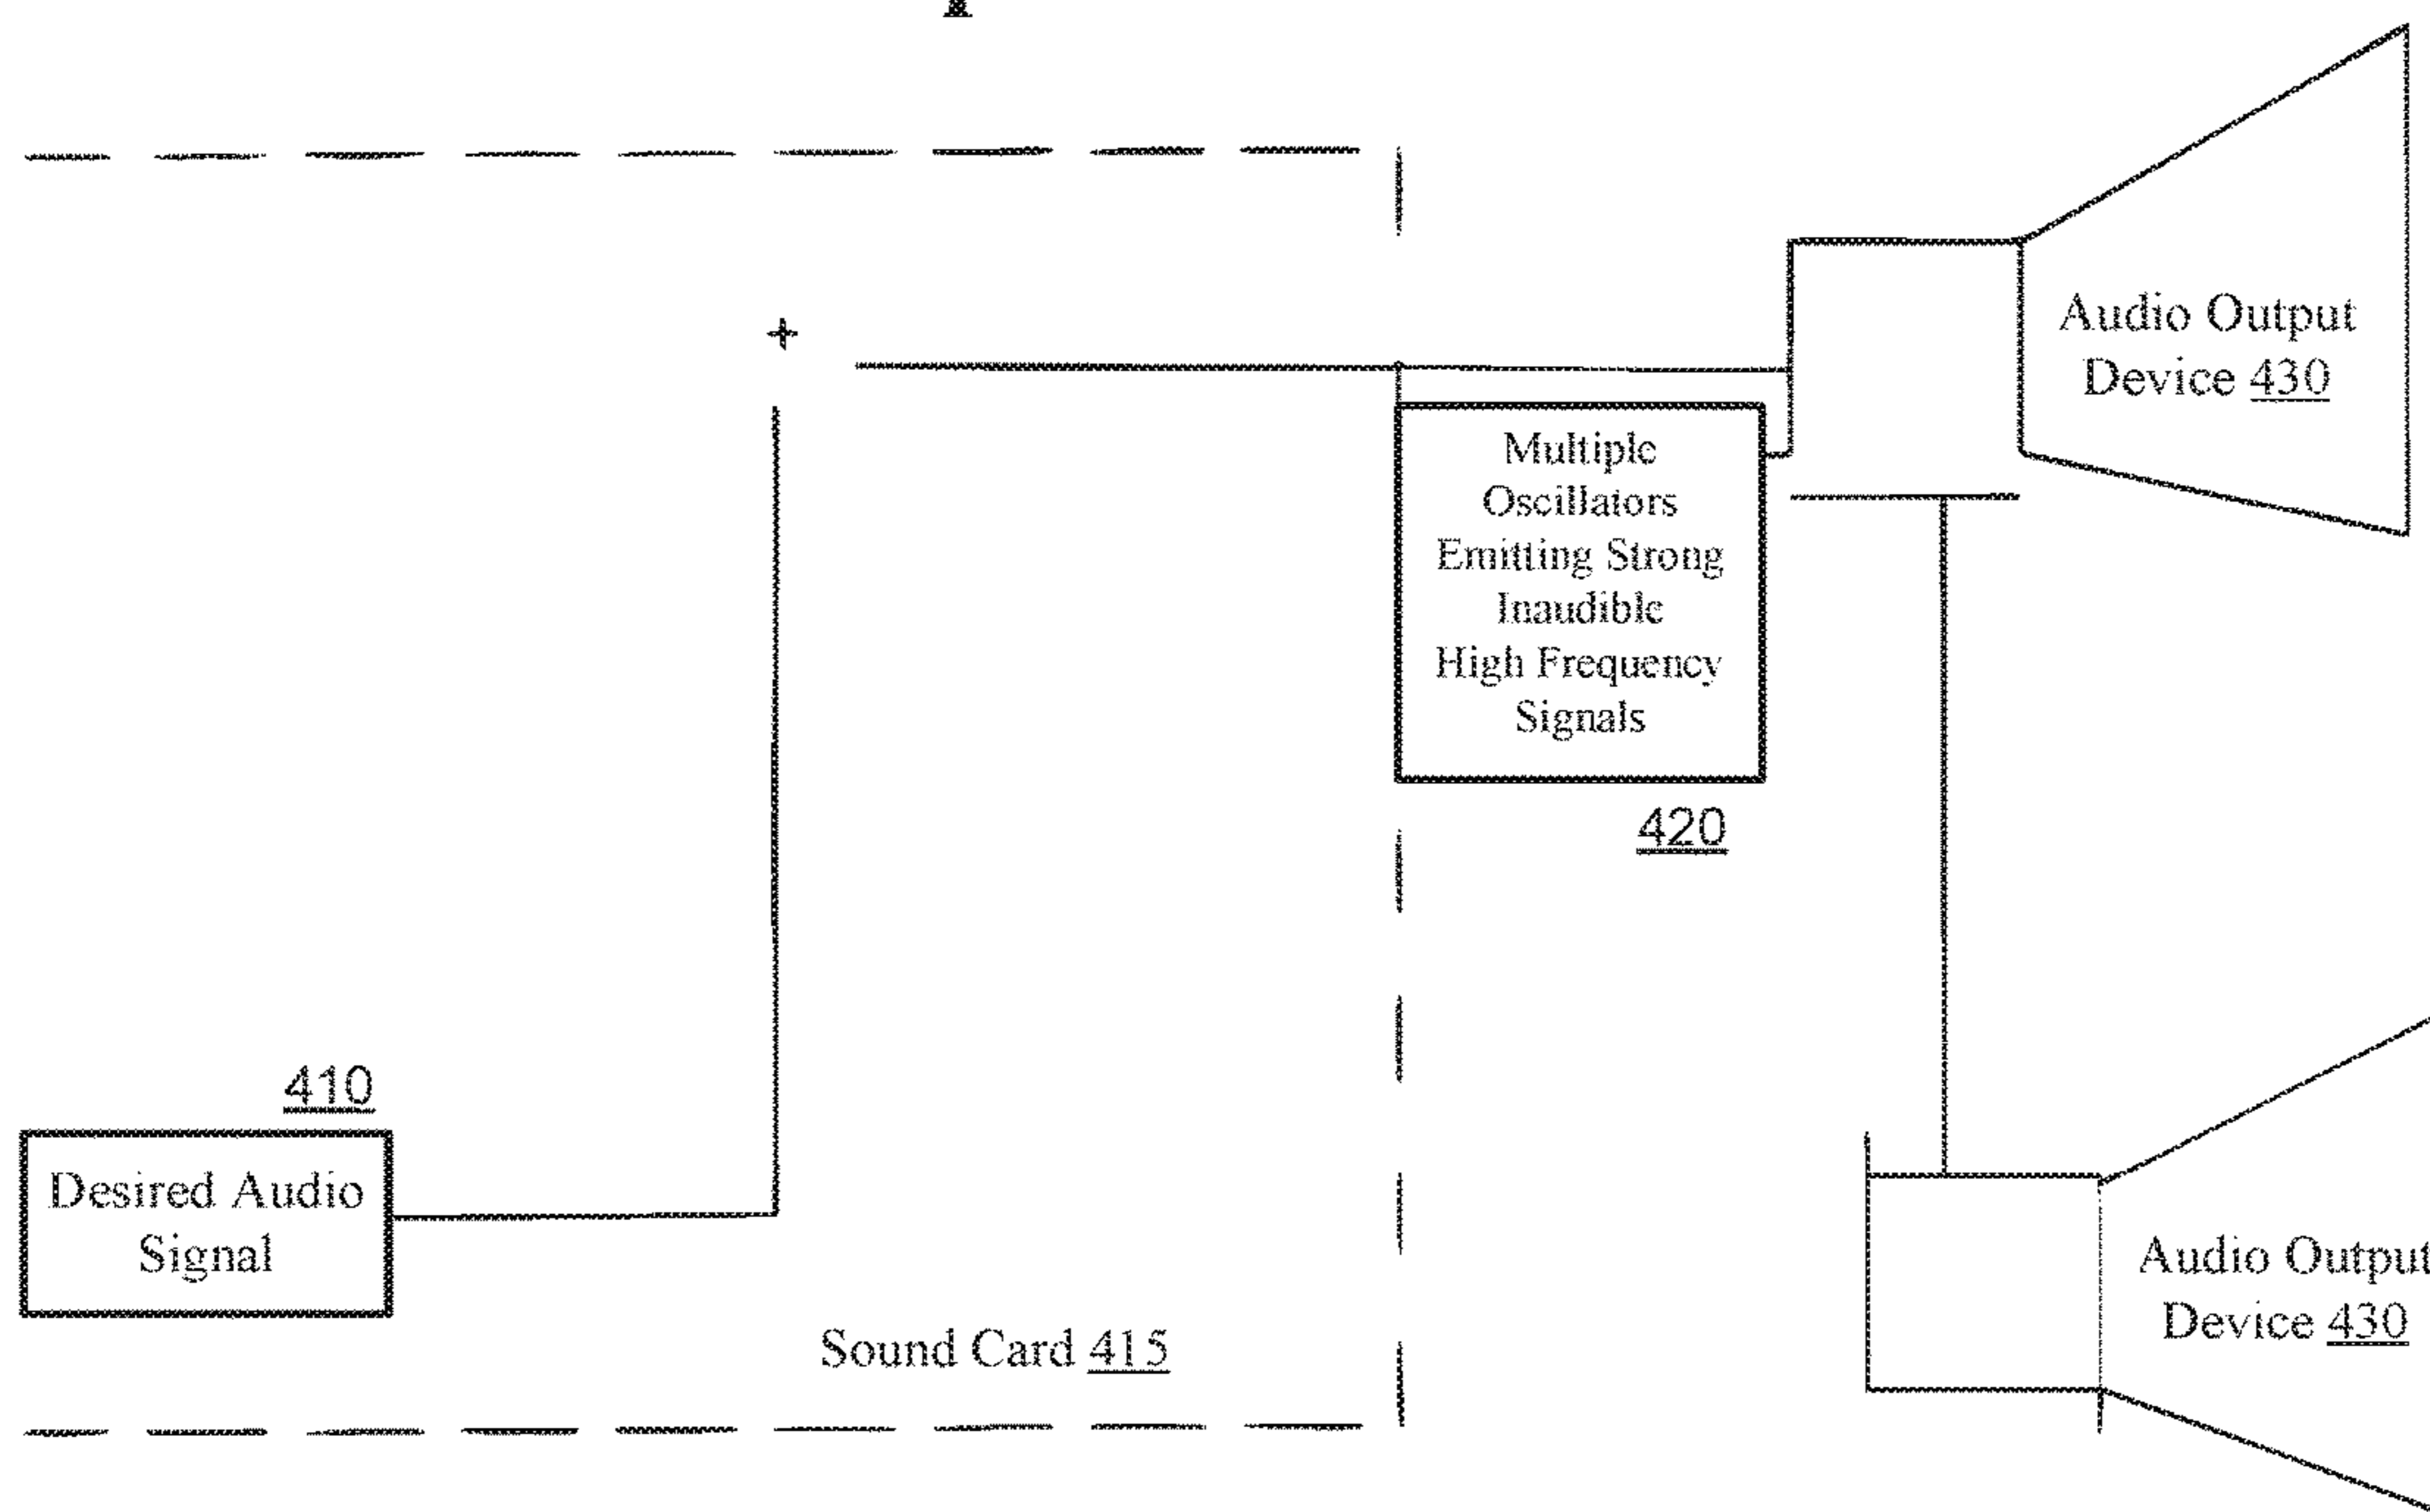 +
Audio Output
Device 430
Multiple
Oscillators
Emitting Strong
Inaudible
High Frequency
Signals
420
410
Desired Audio
Signal
Sound Card 415
Audio Output
Device 430